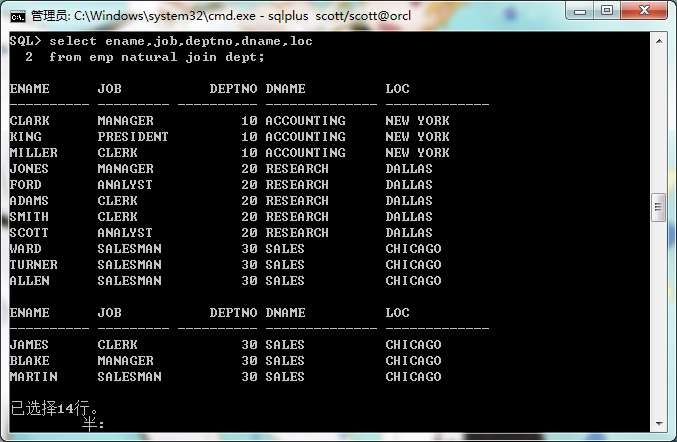 管理员: C:\Windows\system32\cmd.exe - sqlplus  scott/scott@orcl
SQL> select ename,job,deptno,dname,loc
  2  from emp natural join dept;
ENAME      JOB           DEPTNO DNAME          LOC
---------- --------- ---------- -------------- -------------
CLARK      MANAGER           10 ACCOUNTING     NEW YORK
KING       PRESIDENT         10 ACCOUNTING     NEW YORK
MILLER     CLERK             10 ACCOUNTING     NEW YORK
JONES      MANAGER           20 RESEARCH       DALLAS
FORD       ANALYST           20 RESEARCH       DALLAS
ADAMS      CLERK             20 RESEARCH       DALLAS
SMITH      CLERK             20 RESEARCH       DALLAS
SCOTT      ANALYST           20 RESEARCH       DALLAS
WARD       SALESMAN          30 SALES          CHICAGO
TURNER     SALESMAN          30 SALES          CHICAGO
ALLEN      SALESMAN          30 SALES          CHICAGO
ENAME      JOB           DEPTNO DNAME          LOC
---------- --------- ---------- -------------- -------------
JAMES      CLERK             30 SALES          CHICAGO
BLAKE      MANAGER           30 SALES          CHICAGO
MARTIN     SALESMAN          30 SALES          CHICAGO
已选择14行。
半: